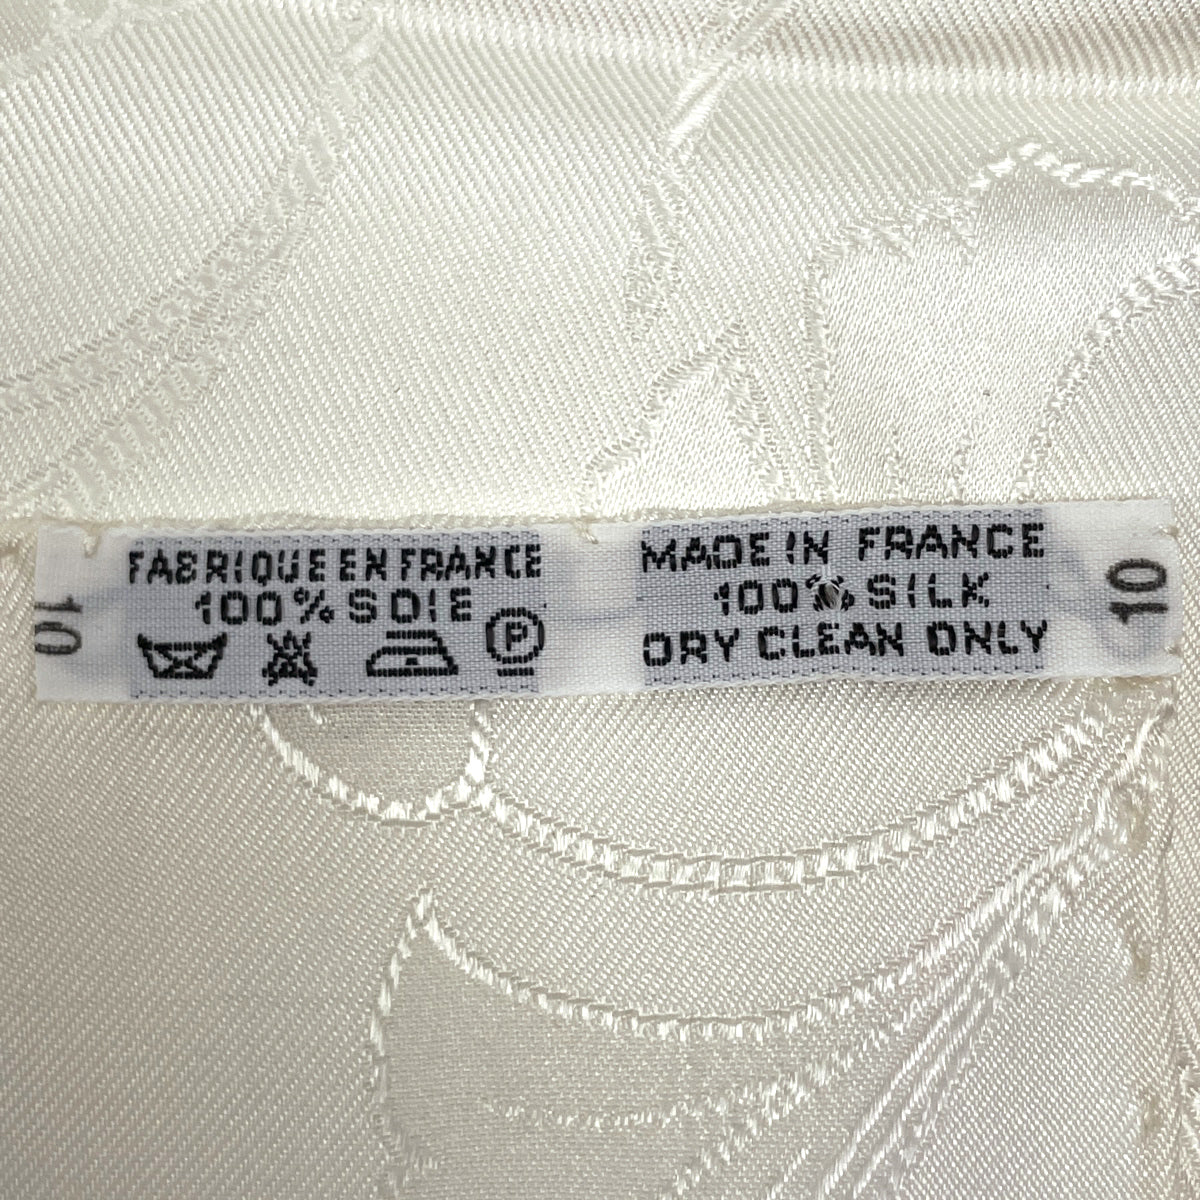 10
FABRIQUE EN FRANCE
100% SOIE
P
MADE IN FRANCE
100% SILK
DRY CLEAN ONLY
10